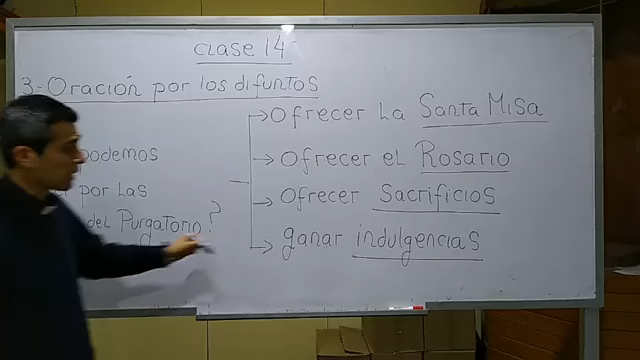 clase 14
3-Oración por los difuntos
podemos
por las
del Purgatorio?
Ofrecer La Santa Misa
Ofrecer el Rosario
Ofrecer Sacrificios
ganar indulgencias